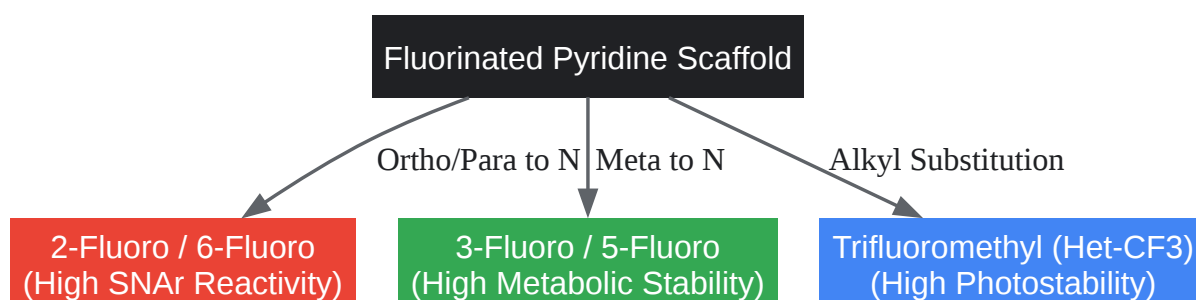 Fluorinated Pyridine Scaffold
Ortho/Para to N
Meta to N
Alkyl Substitution
2-Fluoro / 6-Fluoro
(High SNAr Reactivity)
3-Fluoro / 5-Fluoro
(High Metabolic Stability)
Trifluoromethyl (Het-CF3)
(High Photostability)